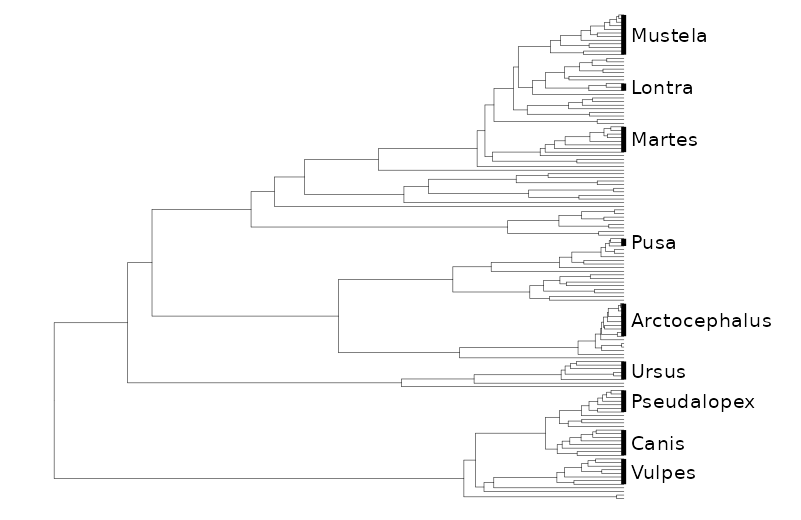 Mustela
Lontra
Martes
Pusa
Arctocephalus
Ursus
Pseudalopex
Canis
Vulpes